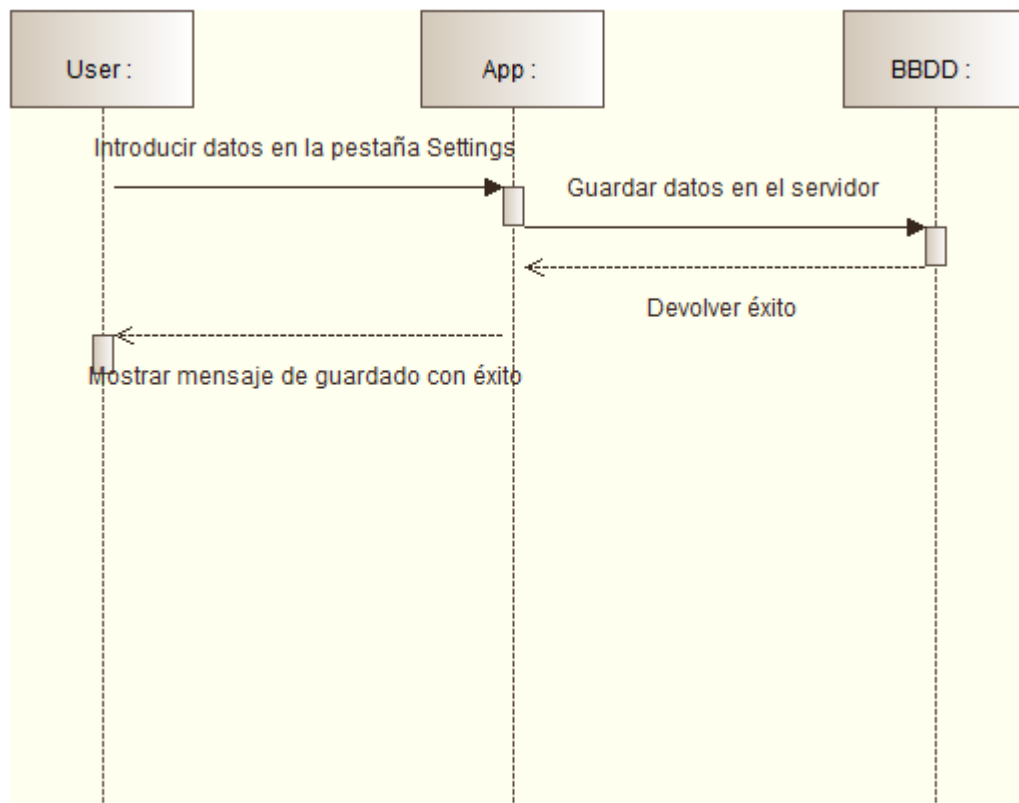 User :
App :
BBDD :
Introducir datos en la pestaña Settings
Guardar datos en el servidor
Devolver éxito
Mostrar mensaje de guardado con éxito